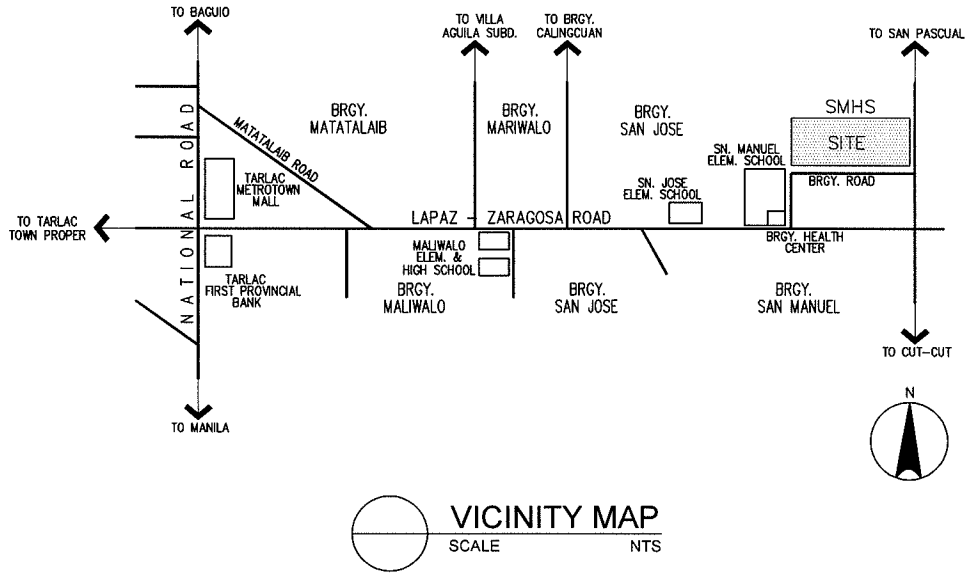 TO BAGUIO
TO VILLA
AGUILA SUBD.
TO BRGY.
CALINGCUAN
TO SAN PASCUAL
NATIONAL ROAD
MATATALAIB ROAD
BRGY.
MATATALAIB
BRGY.
MARIWALO
BRGY.
SAN JOSE
SMHS
SITE
SN. MANUEL
ELEM. SCHOOL
BRGY. ROAD
TARLAC
METROTOWN
MALL
SN. JOSE
ELEM. SCHOOL
TO TARLAC
TOWN PROPER
LAPAZ - ZARAGOSA ROAD
BRGY. HEALTH
CENTER
MALIWALO
ELEM. &
HIGH SCHOOL
TARLAC
FIRST PROVINCIAL
BANK
BRGY.
MALIWALO
BRGY.
SAN JOSE
BRGY.
SAN MANUEL
TO CUT-CUT
TO MANILA
N
VICINITY MAP
SCALE NTS